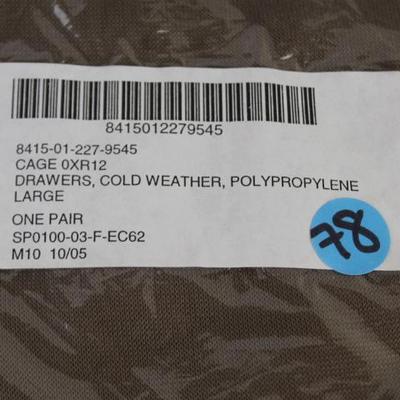 8415012279545
8415-01-227-9545
CAGE 0XR12
DRAWERS, COLD WEATHER, POLYPROPYLENE
LARGE
ONE PAIR
SP0100-03-F-EC62
M10 10/05
78